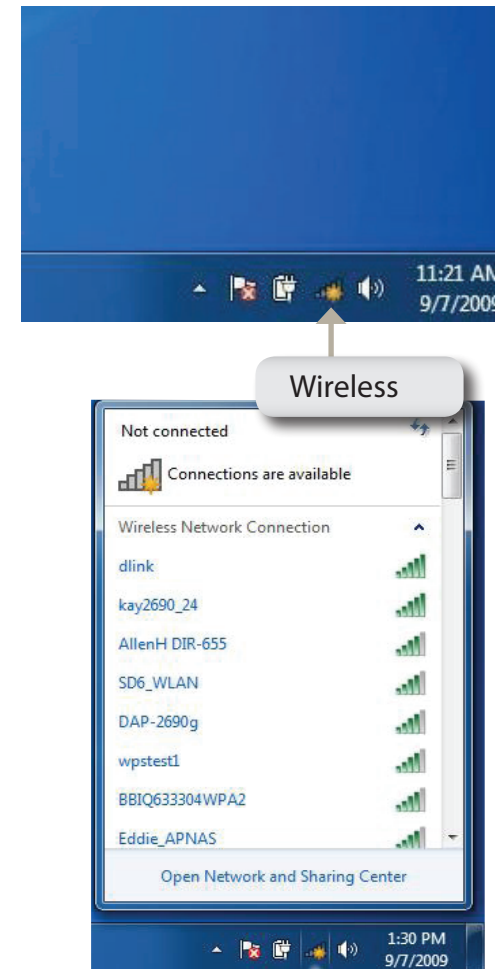 11:21 AM
9/7/2009
Wireless
Not connected
Connections are available
Wireless Network Connection
dlink
kay2690_24
AllenH DIR-655
SD6_WLAN
DAP-2690g
wpstest1
BBIQ633304WPA2
Eddie_APNAS
Open Network and Sharing Center
1:30 PM
9/7/2009